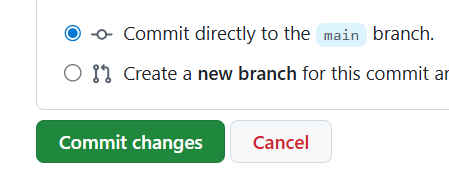 Commit directly to the main branch.
Create a new branch for this commit
Commit changes
Cancel